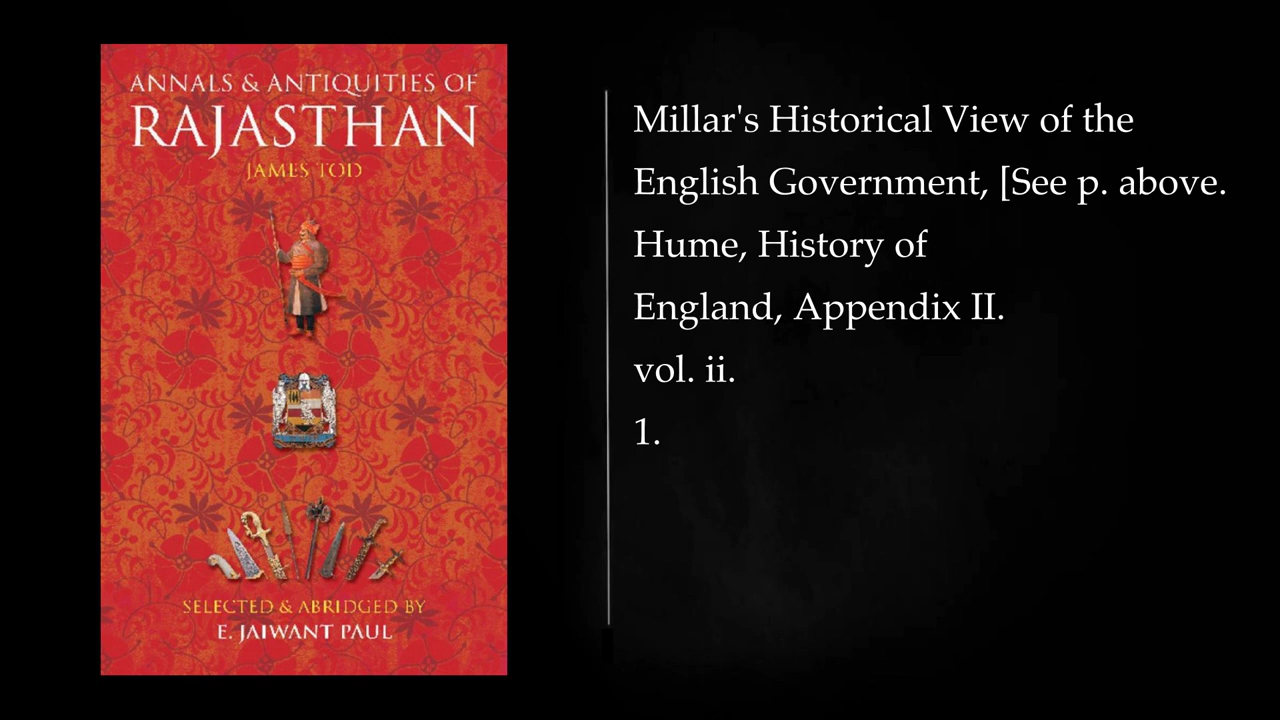 ANNALS & ANTIQUITIES OF
RAJASTHAN
JAMES TOD
SELECTED & ABRIDGED BY
E. JAIWANT PAUL
Millar's Historical View of the
English Government, [See p. above.
Hume, History of
England, Appendix II.
vol. ii.
1.